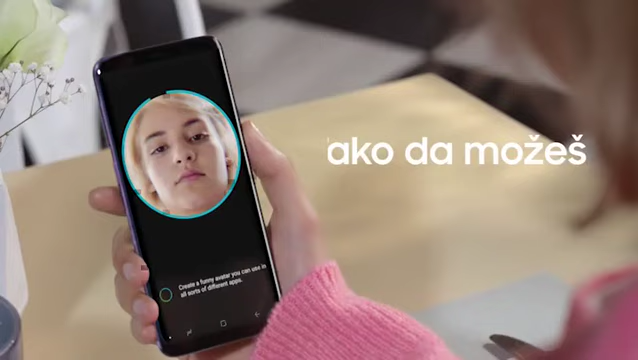 ako da možeš
Create a funny avatar you can use in
all sorts of different apps.